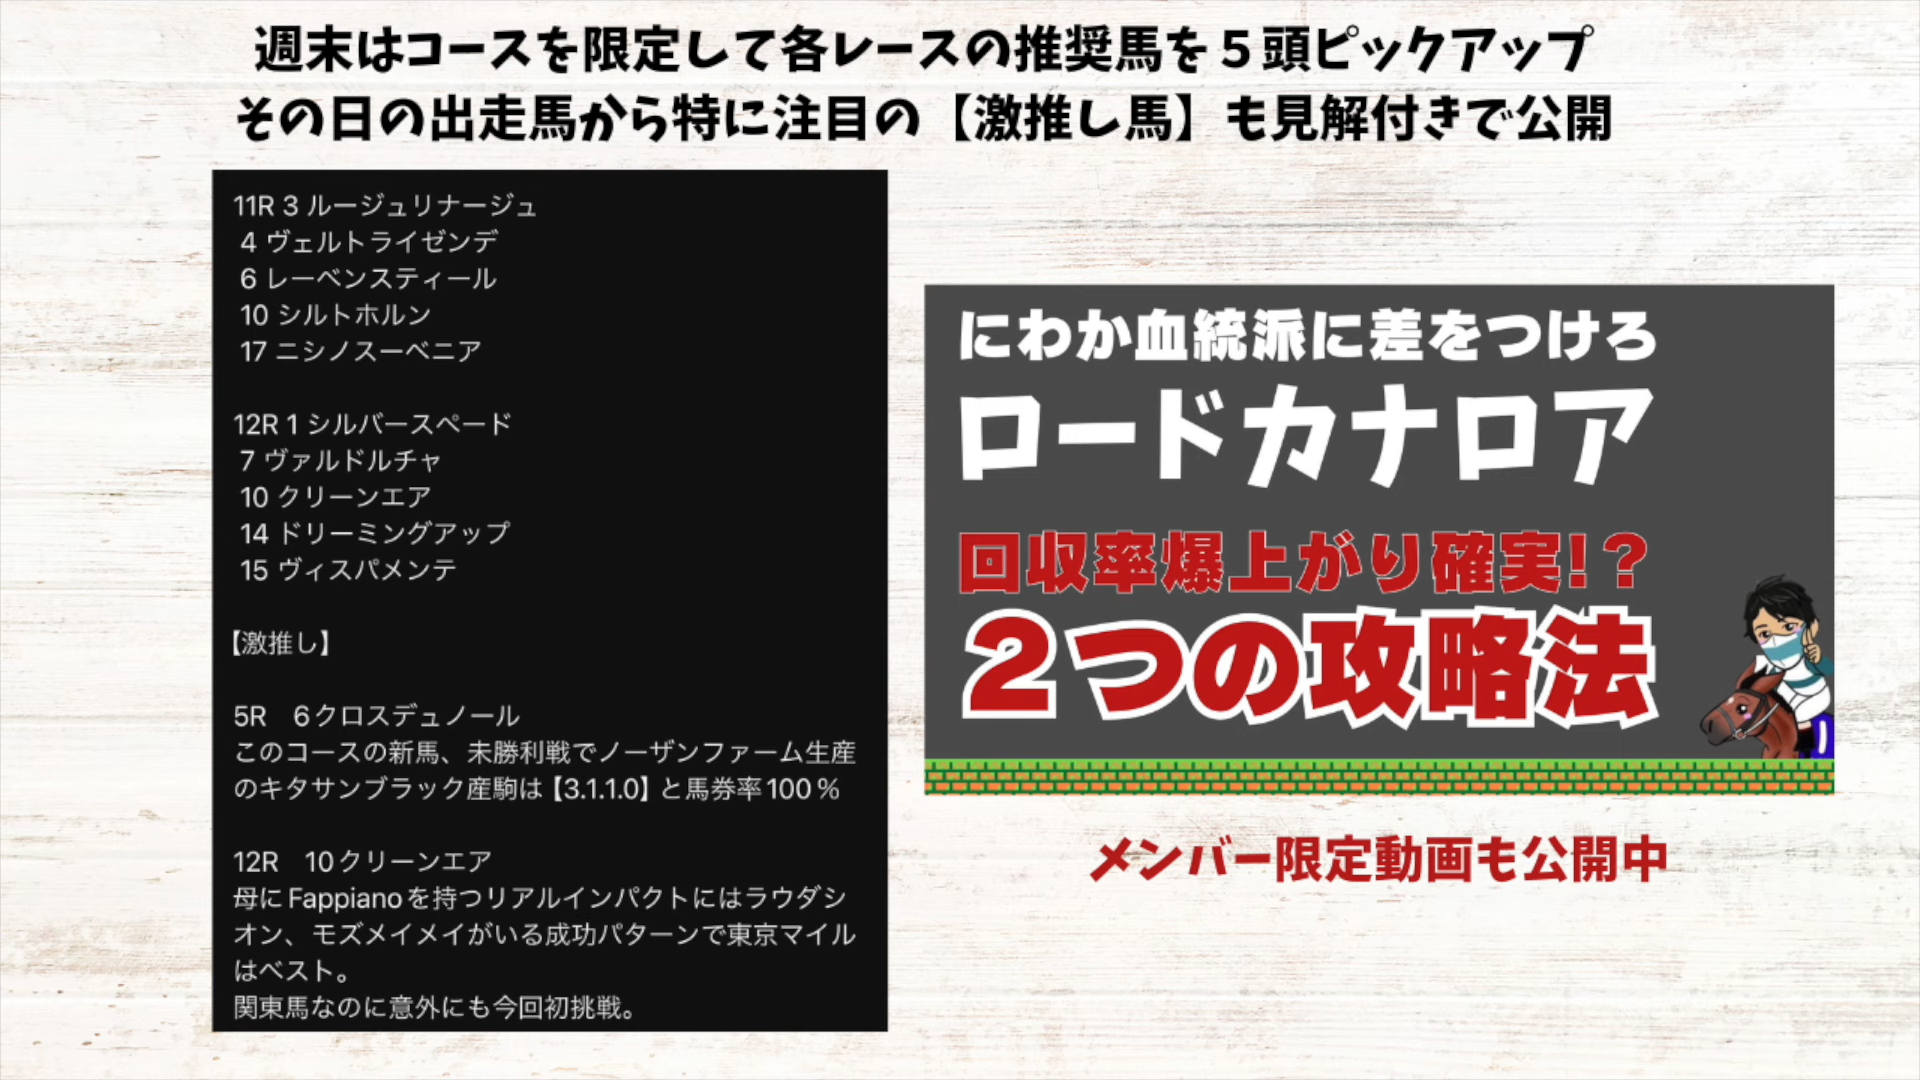 週末はコースを限定して各レースの推奨馬を５頭ピックアップ
その日の出走馬から特に注目の【激推し馬】も見解付きで公開
11R 3 ルージュリナージュ
4 ヴェルトライゼンデ
6 レーベンスティール
10 シルトホルン
17 ニシノスーベニア
12R 1 シルバースペード
7 ヴァルドルチャ
10 クリーンエア
14 ドリーミングアップ
15 ヴィスパメンテ
【激推し】
5R　6クロスデュノール
このコースの新馬、未勝利戦でノーザンファーム生産
のキタサンブラック産駒は【3.1.1.0】と馬券率100％
12R　10クリーンエア
母にFappianoを持つリアルインパクトにはラウダシ
オン、モズメイメイがいる成功パターンで東京マイル
はベスト。
関東馬なのに意外にも今回初挑戦。
にわか血統派に差をつけろ
ロードカナロア
回収率爆上がり確実!？
２つの攻略法
メンバー限定動画も公開中